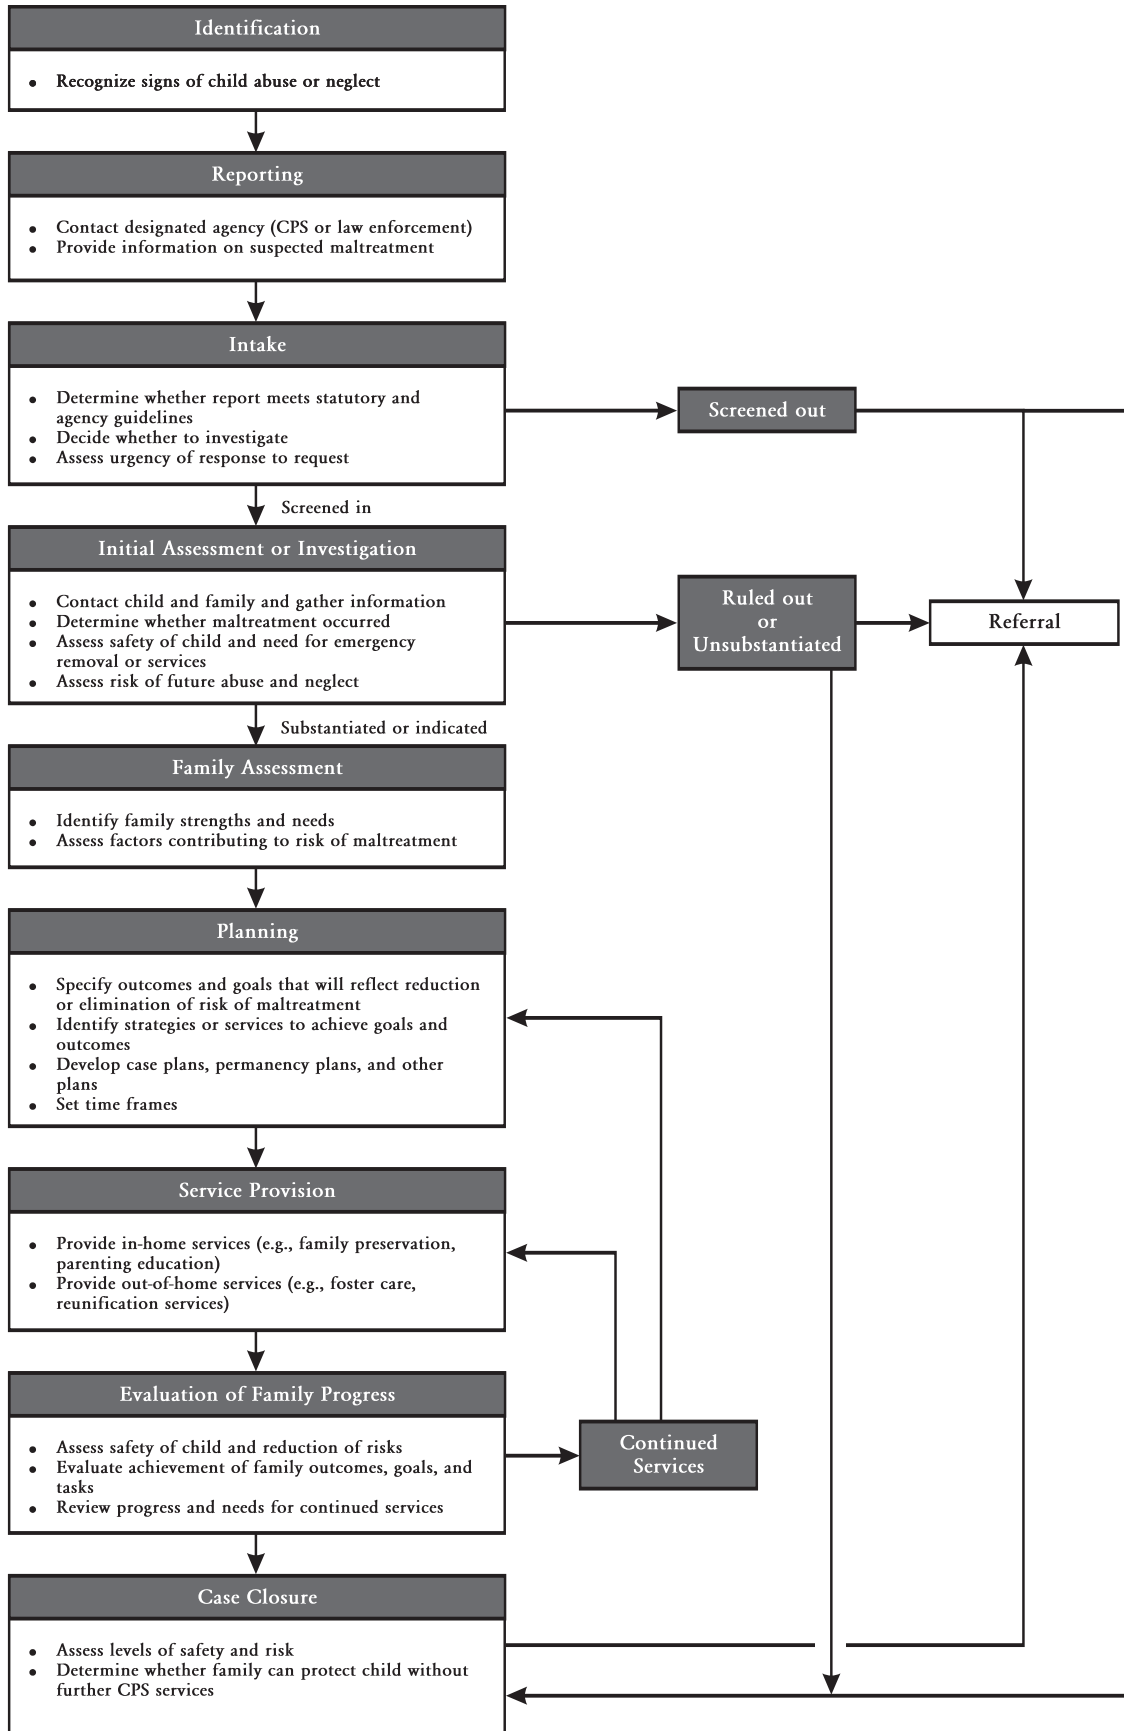 Identification
• Recognize signs of child abuse or neglect
Reporting
• Contact designated agency (CPS or law enforcement)
• Provide information on suspected maltreatment
Intake
• Determine whether report meets statutory and
agency guidelines
• Decide whether to investigate
• Assess urgency of response to request
Screened out
Screened in
Initial Assessment or Investigation
• Contact child and family and gather information
• Determine whether maltreatment occurred
• Assess safety of child and need for emergency
removal or services
• Assess risk of future abuse and neglect
Ruled out
or
Unsubstantiated
Referral
Substantiated or indicated
Family Assessment
• Identify family strengths and needs
• Assess factors contributing to risk of maltreatment
Planning
• Specify outcomes and goals that will reflect reduction
or elimination of risk of maltreatment
• Identify strategies or services to achieve goals and
outcomes
• Develop case plans, permanancy plans, and other
plans
• Set time frames
Service Provision
• Provide in-home services (e.g., family preservation,
parenting education)
• Provide out-of-home services (e.g., foster care,
reunification services)
Evaluation of Family Progress
• Assess safety of child and reduction of risks
• Evaluate achievement of family outcomes, goals, and
tasks
• Review progress and needs for continued services
Continued
Services
Case Closure
• Assess levels of safety and risk
• Determine whether family can protect child without
further CPS services